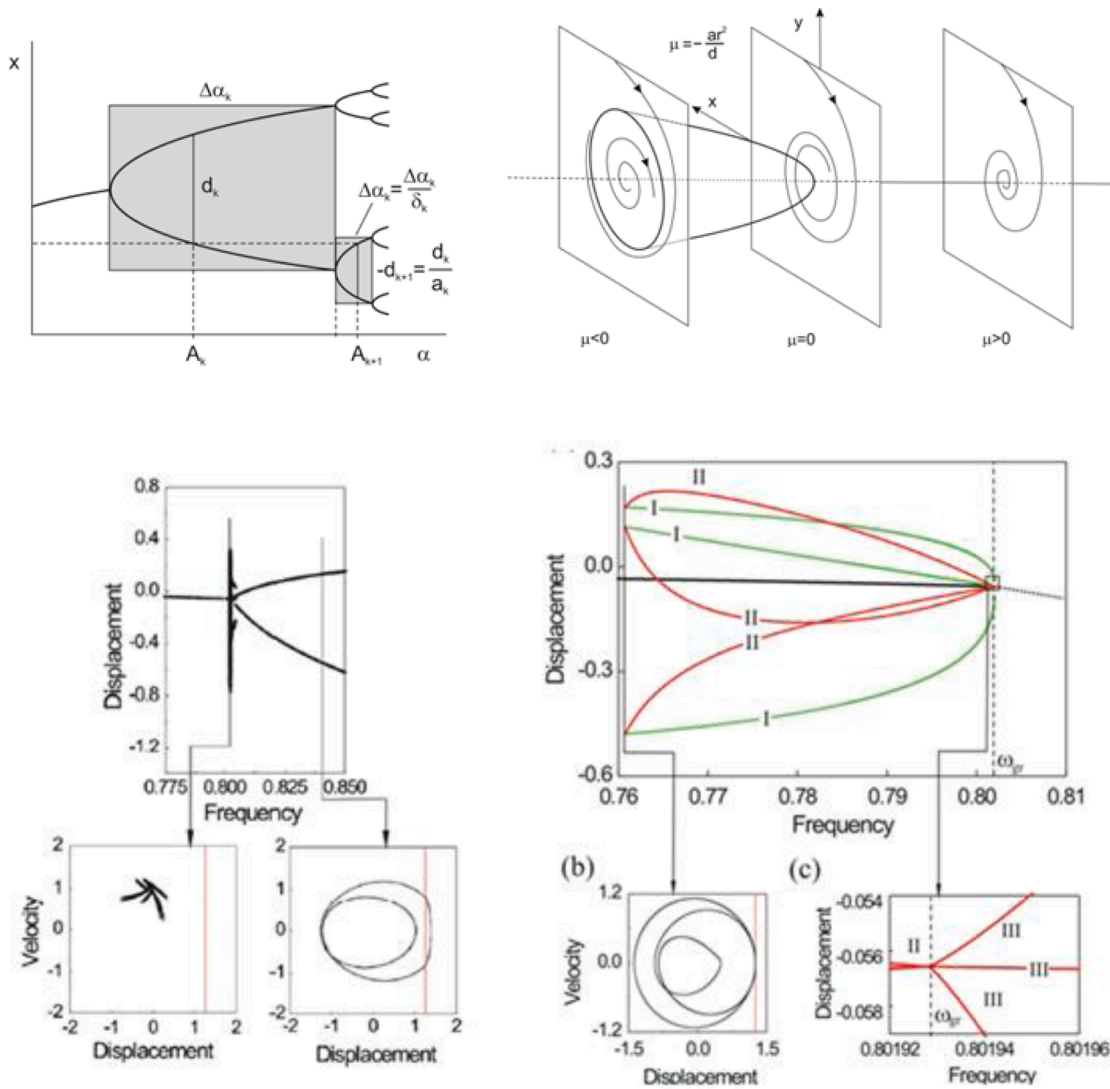 x
Δα_k
d_k
Δα_k=Δα_k/δ_k
-d_k+1=d_k/a_k
A_k
A_k+1
α
y
μ=-ar²/d
x
μ<0
μ=0
μ>0
0.8
0.4
0.0
-0.4
-0.8
-1.2
Displacement
0.775 0.800 0.825 0.850
Frequency
2
1
0
-1
-2
Velocity
-2 -1 0 1 2
Displacement
2
1
0
-1
-2
-2 -1 0 1 2
Displacement
0.3
0.0
-0.3
-0.6
Displacement
II
I
I
II
II
I
ω_gr
0.76 0.77 0.78 0.79 0.80 0.81
Frequency
(b)
1.2
0.0
-1.2
Velocity
-1.5 0.0 1.5
Displacement
(c)
-0.054
-0.056
-0.058
Displacement
II
III
III
III
ω_gr
0.80192 0.80194 0.80196
Frequency